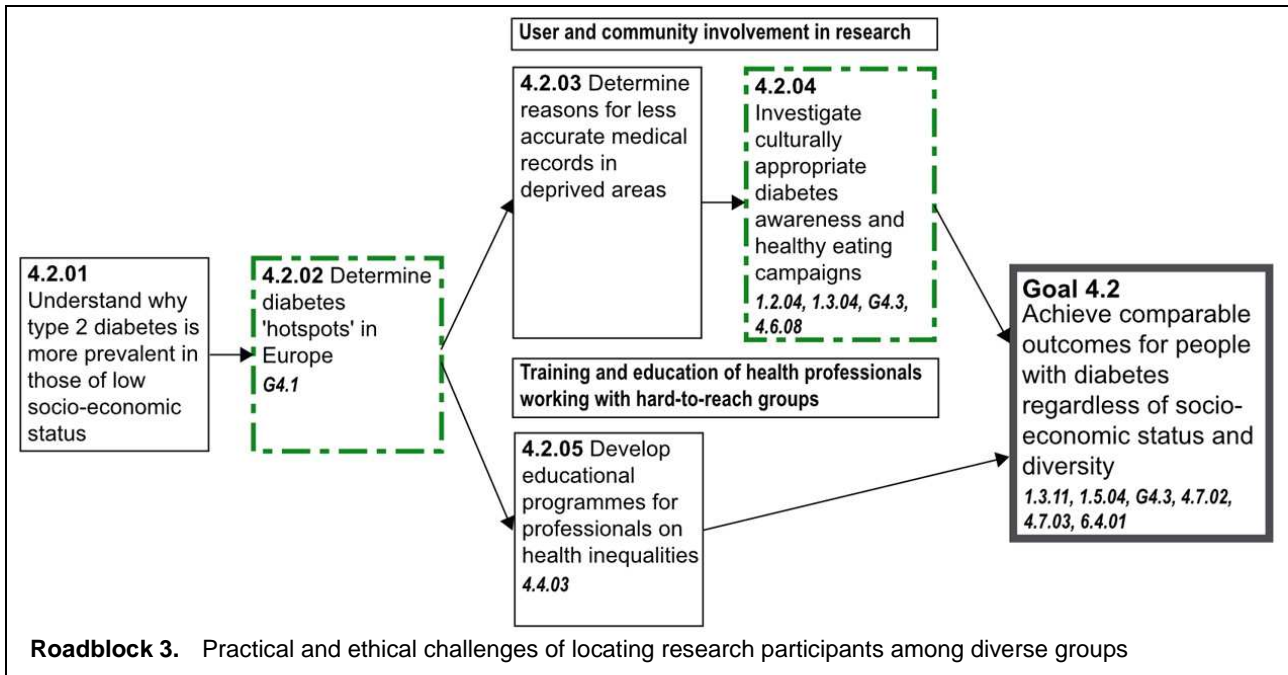 User and community involvement in research
4.2.03 Determine
reasons for less
accurate medical
records in
deprived areas
4.2.04
Investigate
culturally
appropriate
diabetes
awareness and
healthy eating
campaigns
1.2.04, 1.3.04, G4.3,
4.6.08
4.2.01
Understand why
type 2 diabetes is
more prevalent in
those of low
socio-economic
status
4.2.02 Determine
diabetes
'hotspots' in
Europe
G4.1
Training and education of health professionals
working with hard-to-reach groups
4.2.05 Develop
educational
programmes for
professionals on
health inequalities
4.4.03
Goal 4.2
Achieve comparable
outcomes for people
with diabetes
regardless of socio-
economic status and
diversity
1.3.11, 1.5.04, G4.3, 4.7.02,
4.7.03, 6.4.01
Roadblock 3. Practical and ethical challenges of locating research participants among diverse groups